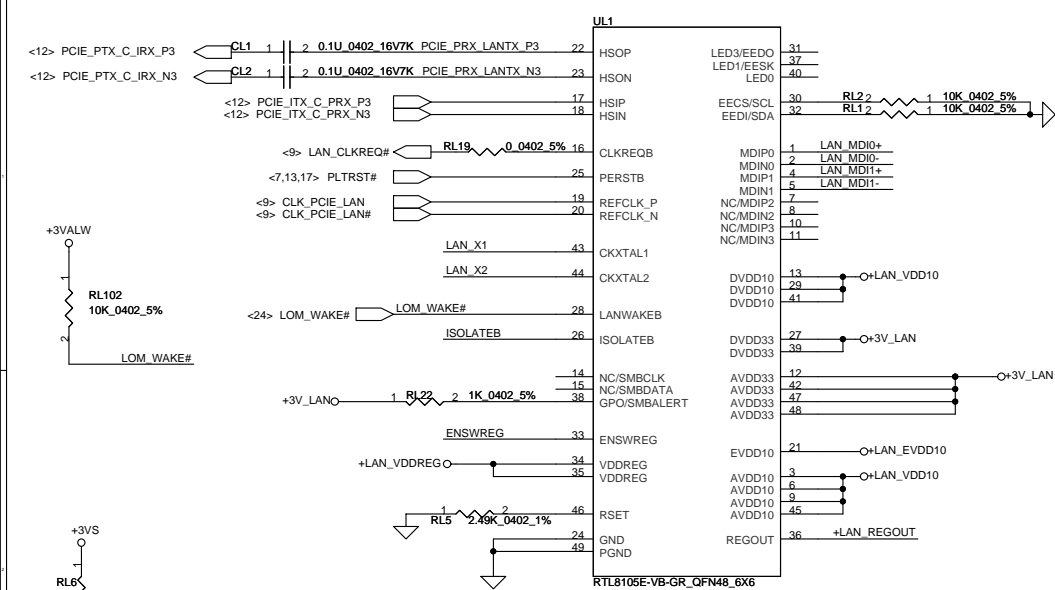 UL1
<12> PCIE_PTX_C_IRX_P3 CL1 1 2 0.1U_0402_16V7K PCIE_PRX_LANTX_P3 22 HSOP LED3/EEDO 31
LED1/EESK 37
<12> PCIE_PTX_C_IRX_N3 CL2 1 2 0.1U_0402_16V7K PCIE_PRX_LANTX_N3 23 HSON LED0 40
<12> PCIE_ITX_C_PRX_P3 17 HSIP EECS/SCL 30 RL2 2 1 10K_0402_5%
<12> PCIE_ITX_C_PRX_N3 18 HSIN EEDI/SDA 32 RL1 2 1 10K_0402_5%
<9> LAN_CLKREQ# RL19 0_0402_5% 16 CLKREQB MDIP0 1 LAN_MDI0+
MDIN0 2 LAN_MDI0-
<7,13,17> PLTRST# 25 PERSTB MDIP1 4 LAN_MDI1+
MDIN1 5 LAN_MDI1-
<9> CLK_PCIE_LAN 19 REFCLK_P NC/MDIP2 7
<9> CLK_PCIE_LAN# 20 REFCLK_N NC/MDIN2 8
NC/MDIP3 10
NC/MDIN3 11
+3VALW
LAN_X1 43 CKXTAL1
LAN_X2 44 CKXTAL2 DVDD10 13 +LAN_VDD10
DVDD10 29
DVDD10 41
1 RL102
10K_0402_5%
2
LOM_WAKE#
<24> LOM_WAKE# LOM_WAKE# 28 LANWAKEB
ISOLATEB 26 ISOLATEB DVDD33 27 +3V_LAN
DVDD33 39
14 NC/SMBCLK AVDD33 12 +3V_LAN
15 NC/SMBDATA AVDD33 42
+3V_LAN 1 RL22 2 1K_0402_5% 38 GPO/SMBALERT AVDD33 47
AVDD33 48
ENSWREG 33 ENSWREG
EVDD10 21 +LAN_EVDD10
+LAN_VDDREG 34 VDDREG
35 VDDREG AVDD10 3 +LAN_VDD10
AVDD10 6
AVDD10 9
1 RL5 2 2.49K_0402_1% 46 RSET AVDD10 45
24 GND REGOUT 36 +LAN_REGOUT
49 PGND
RTL8105E-VB-GR_QFN48_6X6
+3VS
1
RL6